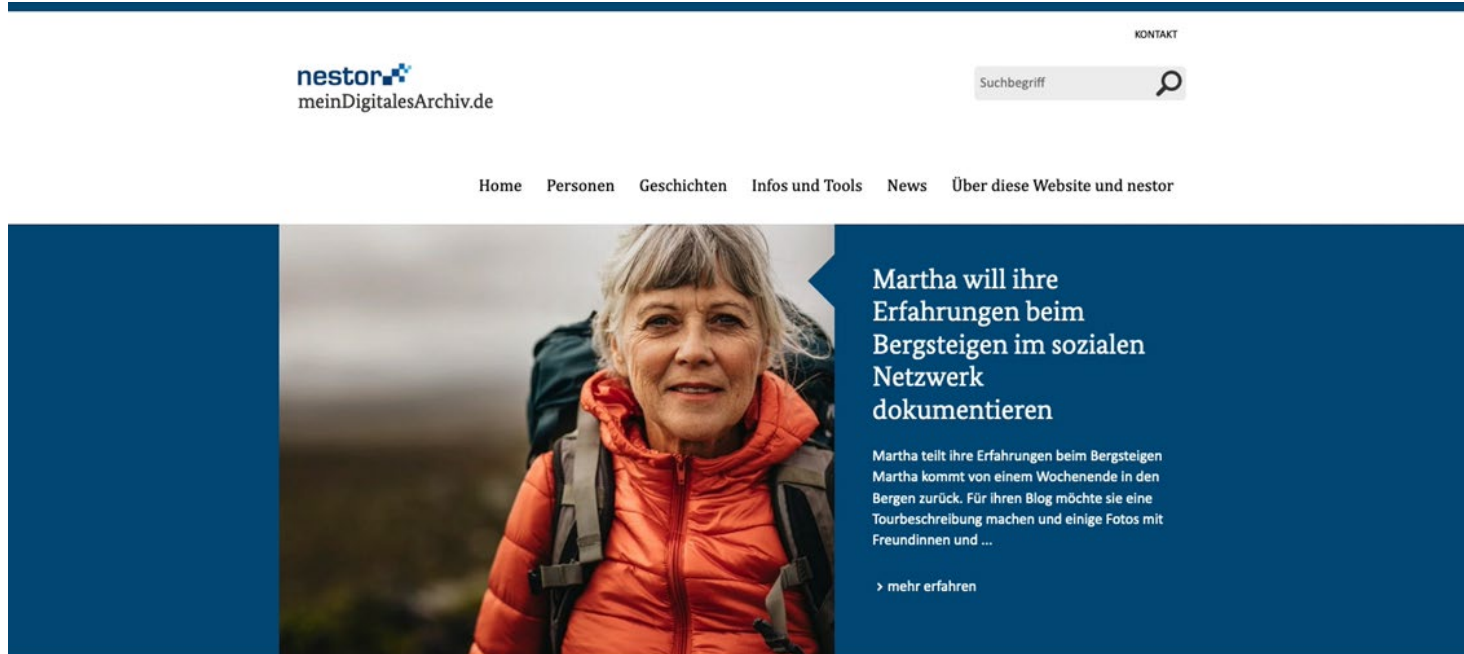 KONTAKT
nestor
meinDigitalesArchiv.de
Suchbegriff
Home Personen Geschichten Infos und Tools News Über diese Website und nestor
Martha will ihre
Erfahrungen beim
Bergsteigen im sozialen
Netzwerk
dokumentieren
Martha teilt ihre Erfahrungen beim Bergsteigen
Martha kommt von einem Wochenende in den
Bergen zurück. Für ihren Blog möchte sie eine
Tourbeschreibung machen und einige Fotos mit
Freundinnen und ...
> mehr erfahren